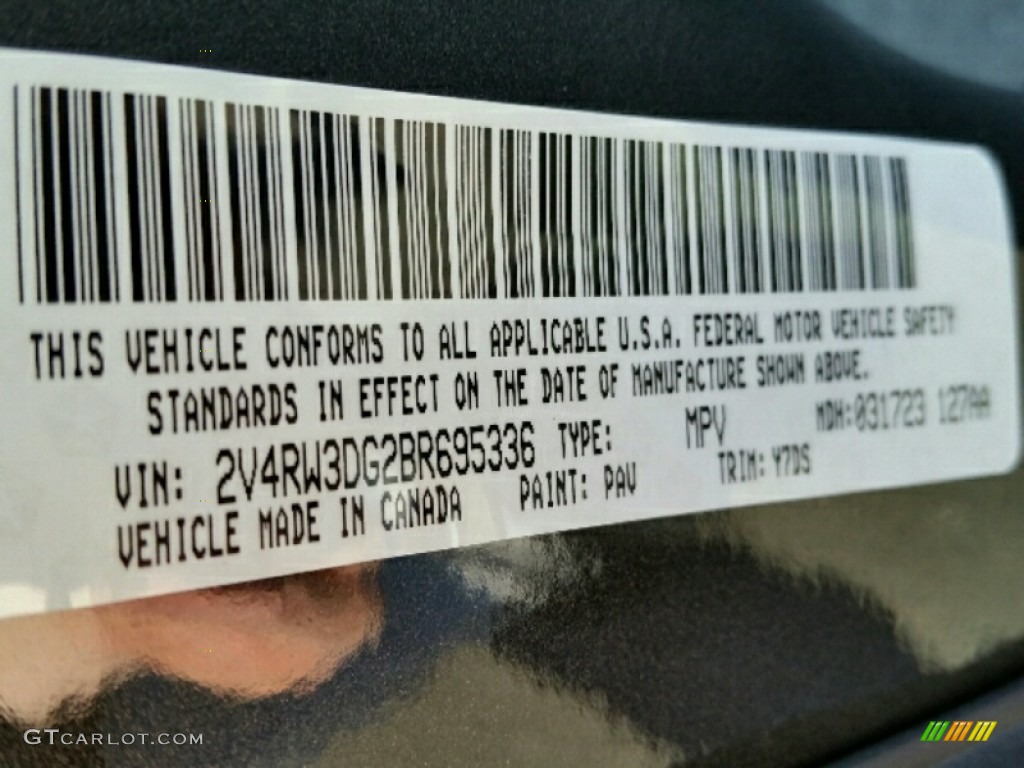 THIS VEHICLE CONFORMS TO ALL APPLICABLE U.S.A. FEDERAL MOTOR VEHICLE SAFETY
STANDARDS IN EFFECT ON THE DATE OF MANUFACTURE SHOWN ABOVE.
VIN: 2V4RW3DG2BR695336 TYPE: MPV MDH:031723 127AA
VEHICLE MADE IN CANADA PAINT: PAV TRIM: Y7DS
GTCARLOT.COM